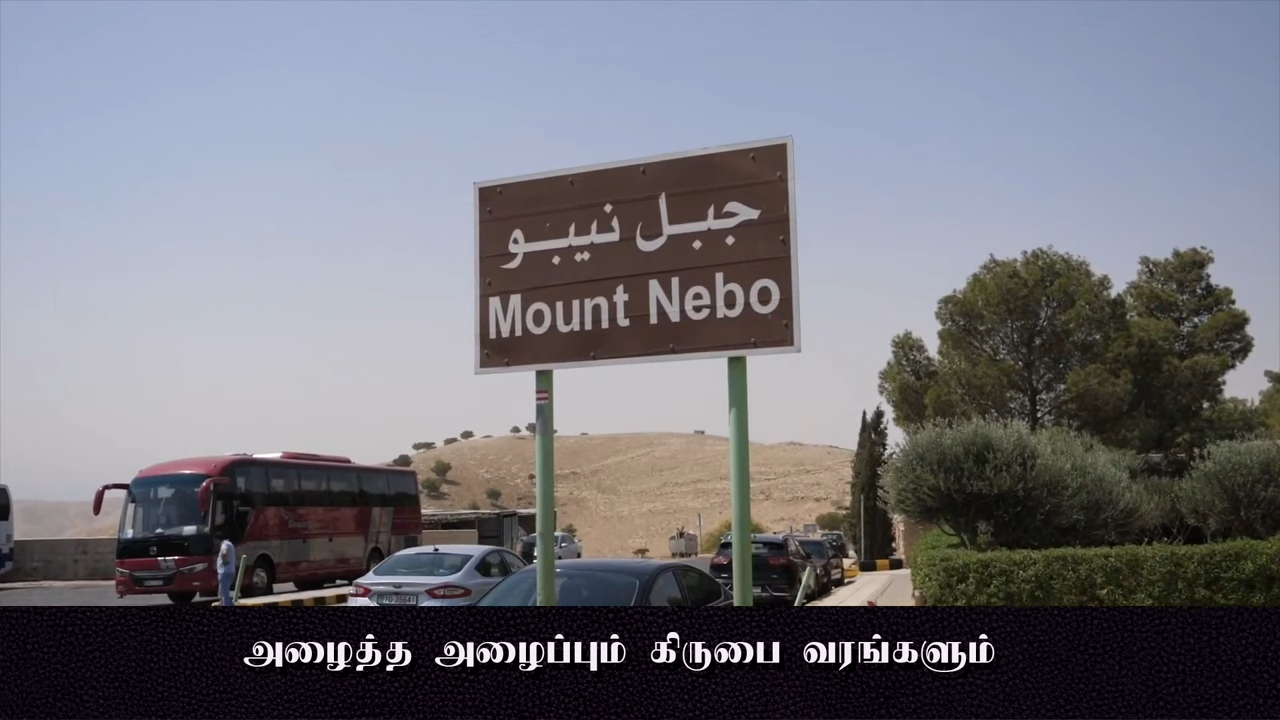 جبل نيبو
Mount Nebo
அழைத்த அழைப்பும் கிருபை வரங்களும்